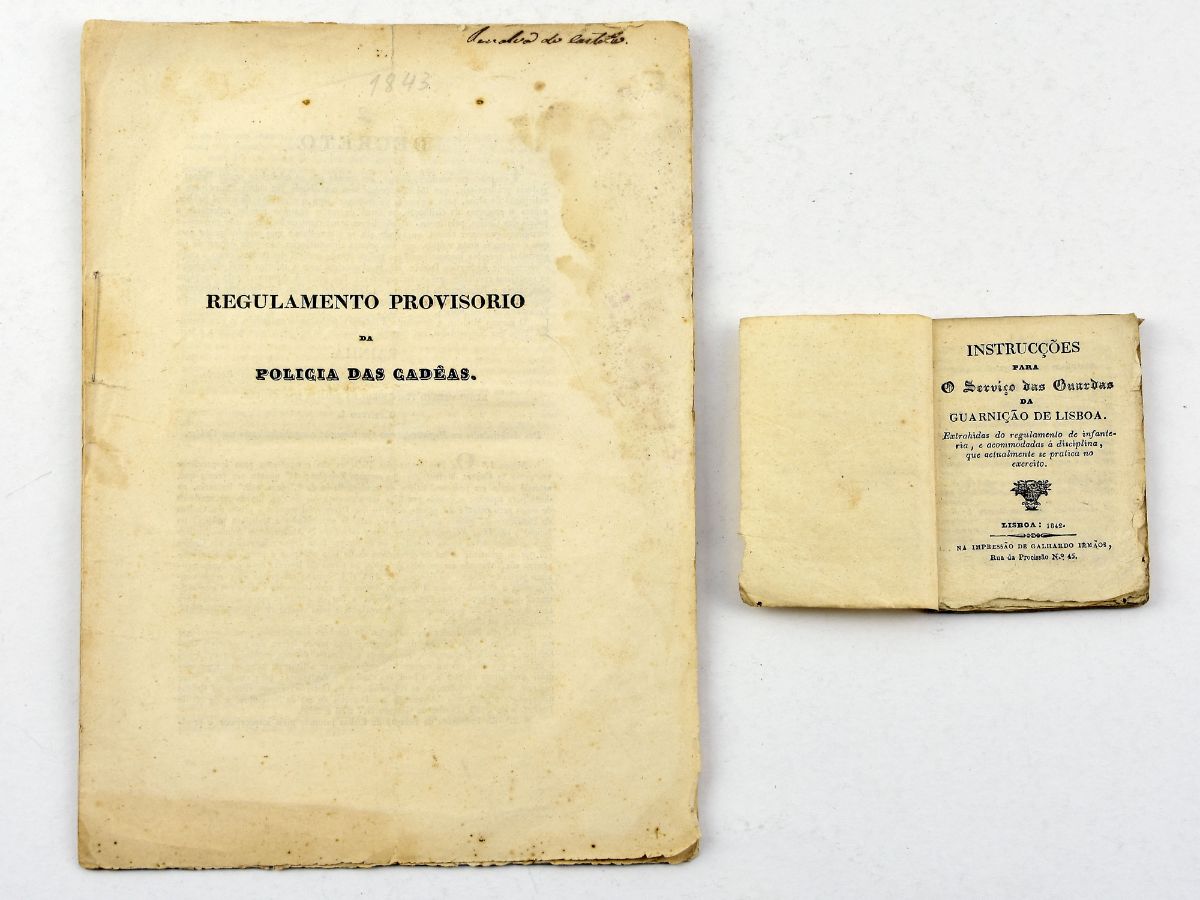 1843
REGULAMENTO PROVISORIO
DA
POLICIA DAS CADÊAS.
INSTRUCÇÕES
PARA
O Serviço das Guardas
DA
GUARNIÇÃO DE LISBOA.
Extrahidas do regulamento de infante-
ria, e acommodadas á disciplina,
que actualmente se pratica no
exercito.
LISBOA: 1842.
NA IMPRESSÃO DE GALHARDO IRMÃOS,
Rua da Procissão N.º 45.